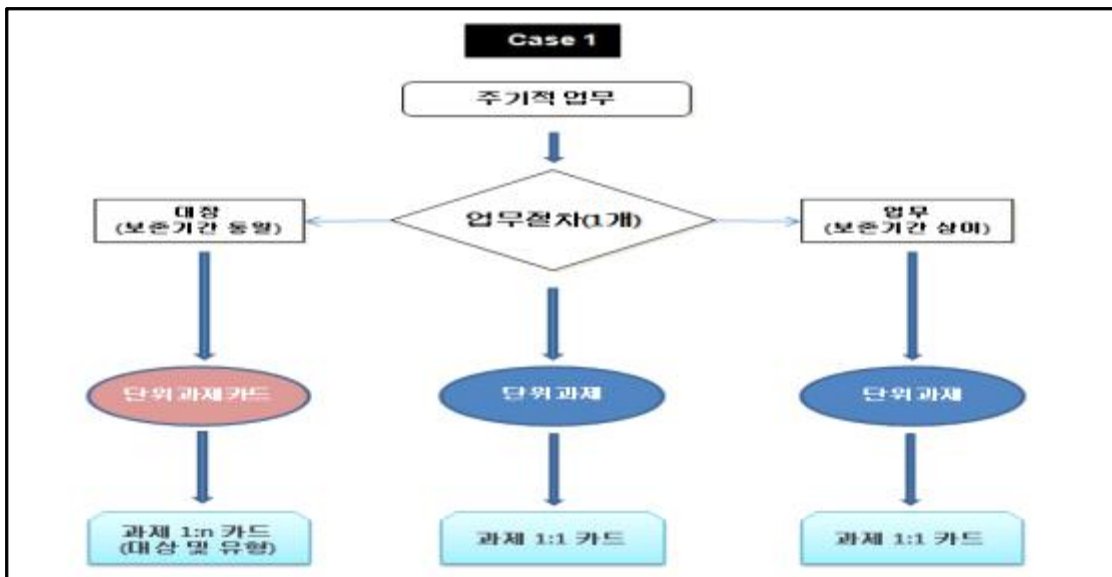 Case 1
주기적 업무
대장
(보존기간 동일)
업무절차(1개)
업무
(보존기간 상이)
단위과제카드
단위과제
단위과제
과제 1:n 카드
(대상 및 유형)
과제 1:1 카드
과제 1:1 카드